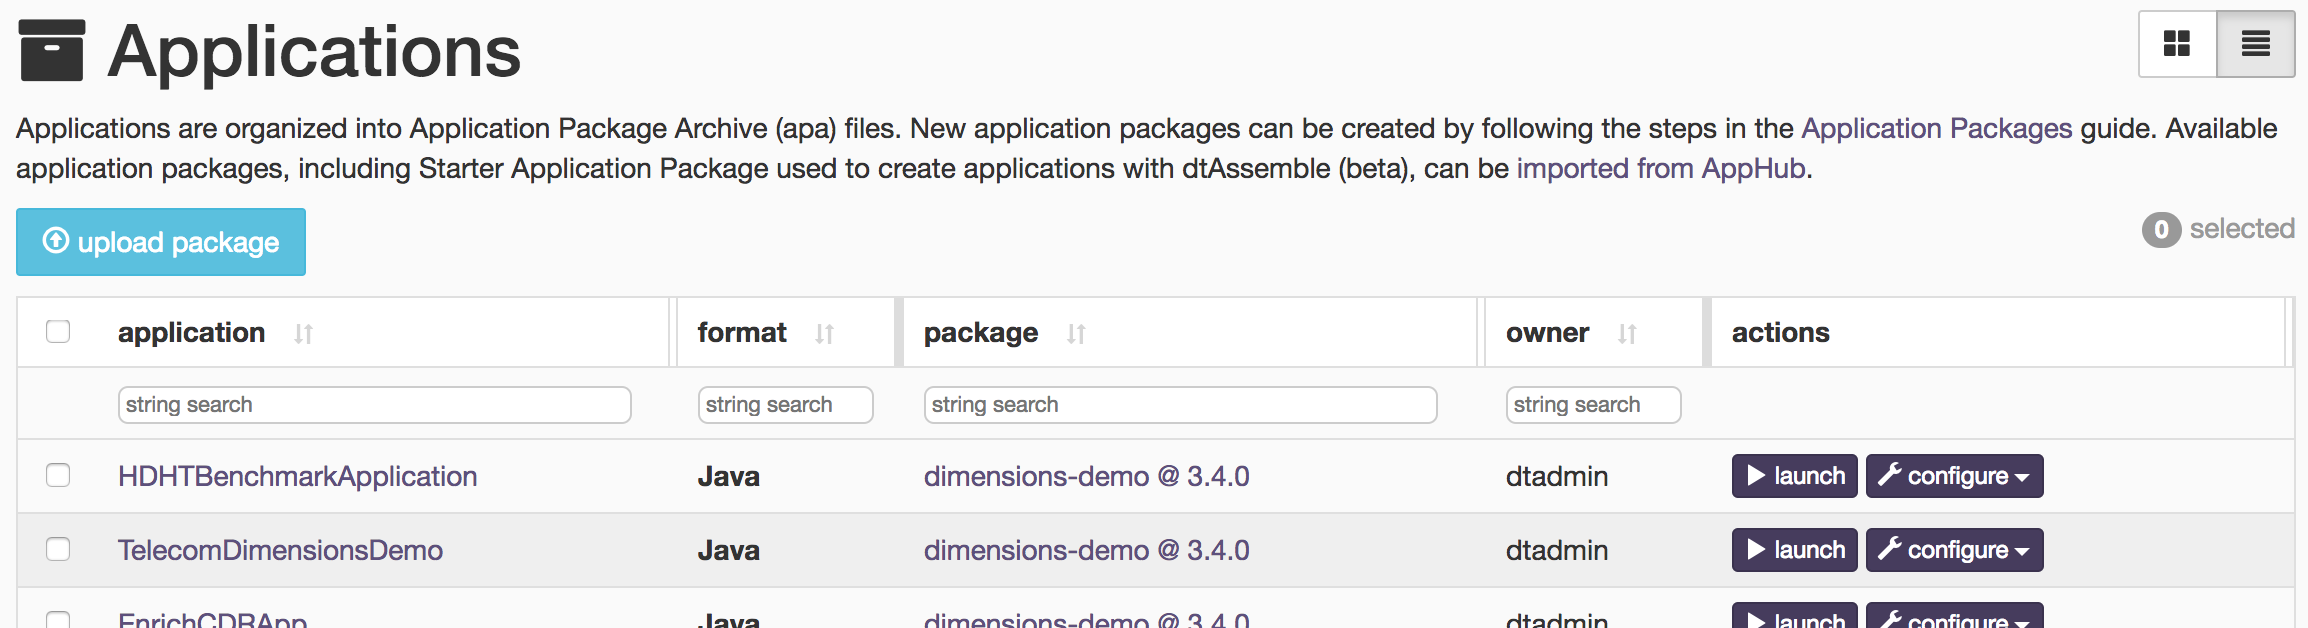 Applications
Applications are organized into Application Package Archive (apa) files. New application packages can be created by following the steps in the Application Packages guide. Available
application packages, including Starter Application Package used to create applications with dtAssemble (beta), can be imported from AppHub.
upload package
0 selected
application format package owner actions
string search string search string search string search
HDHTBenchmarkApplication Java dimensions-demo @ 3.4.0 dtadmin launch configure
TelecomDimensionsDemo Java dimensions-demo @ 3.4.0 dtadmin launch configure
EnrichCDRApp Java dimensions-demo @ 3.4.0 dtadmin launch configure